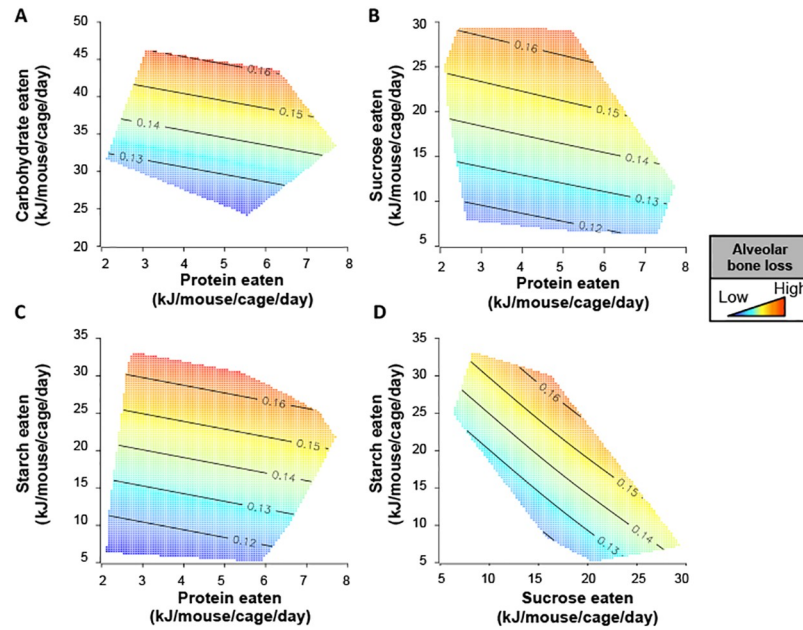 A
50
45
40
35
30
25
20
Carbohydrate eaten
(kJ/mouse/cage/day)
0.16
0.15
0.14
0.13
2 3 4 5 6 7 8
Protein eaten
(kJ/mouse/cage/day)
B
30
25
20
15
10
5
Sucrose eaten
(kJ/mouse/cage/day)
0.16
0.15
0.14
0.13
0.12
2 3 4 5 6 7 8
Protein eaten
(kJ/mouse/cage/day)
Alveolar
bone loss
Low High
C
35
30
25
20
15
10
5
Starch eaten
(kJ/mouse/cage/day)
0.16
0.15
0.14
0.13
0.12
2 3 4 5 6 7 8
Protein eaten
(kJ/mouse/cage/day)
D
35
30
25
20
15
10
5
Starch eaten
(kJ/mouse/cage/day)
0.16
0.15
0.14
0.13
5 10 15 20 25 30
Sucrose eaten
(kJ/mouse/cage/day)